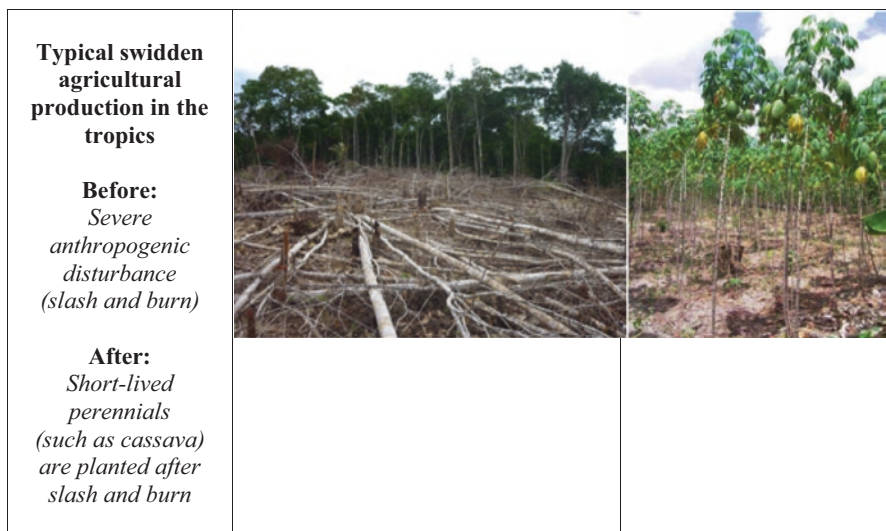 Typical swidden
agricultural
production in the
tropics
Before:
Severe
anthropogenic
disturbance
(slash and burn)
After:
Short-lived
perennials
(such as cassava)
are planted after
slash and burn